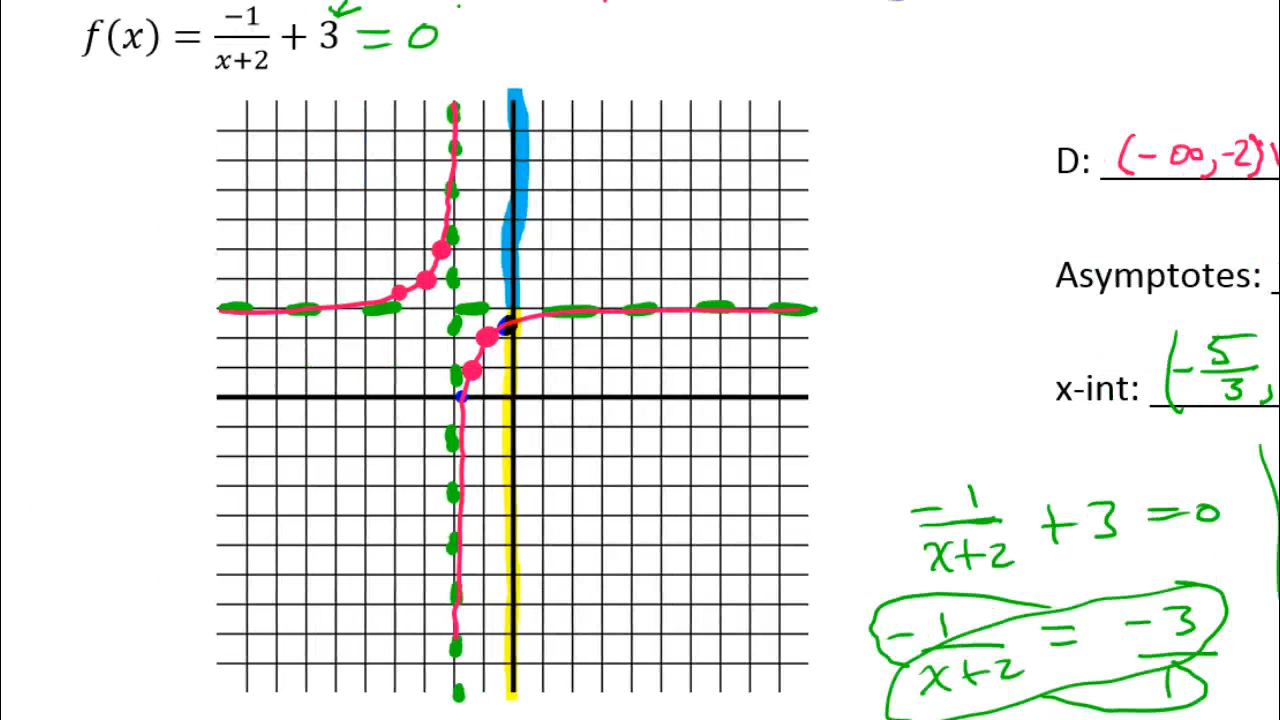 f(x) = -1/(x+2) + 3 = 0
D: (-∞, -2)
Asymptotes:
x-int: (-5/3,
-1/(x+2) + 3 = 0
-1/(x+2) = -3/1